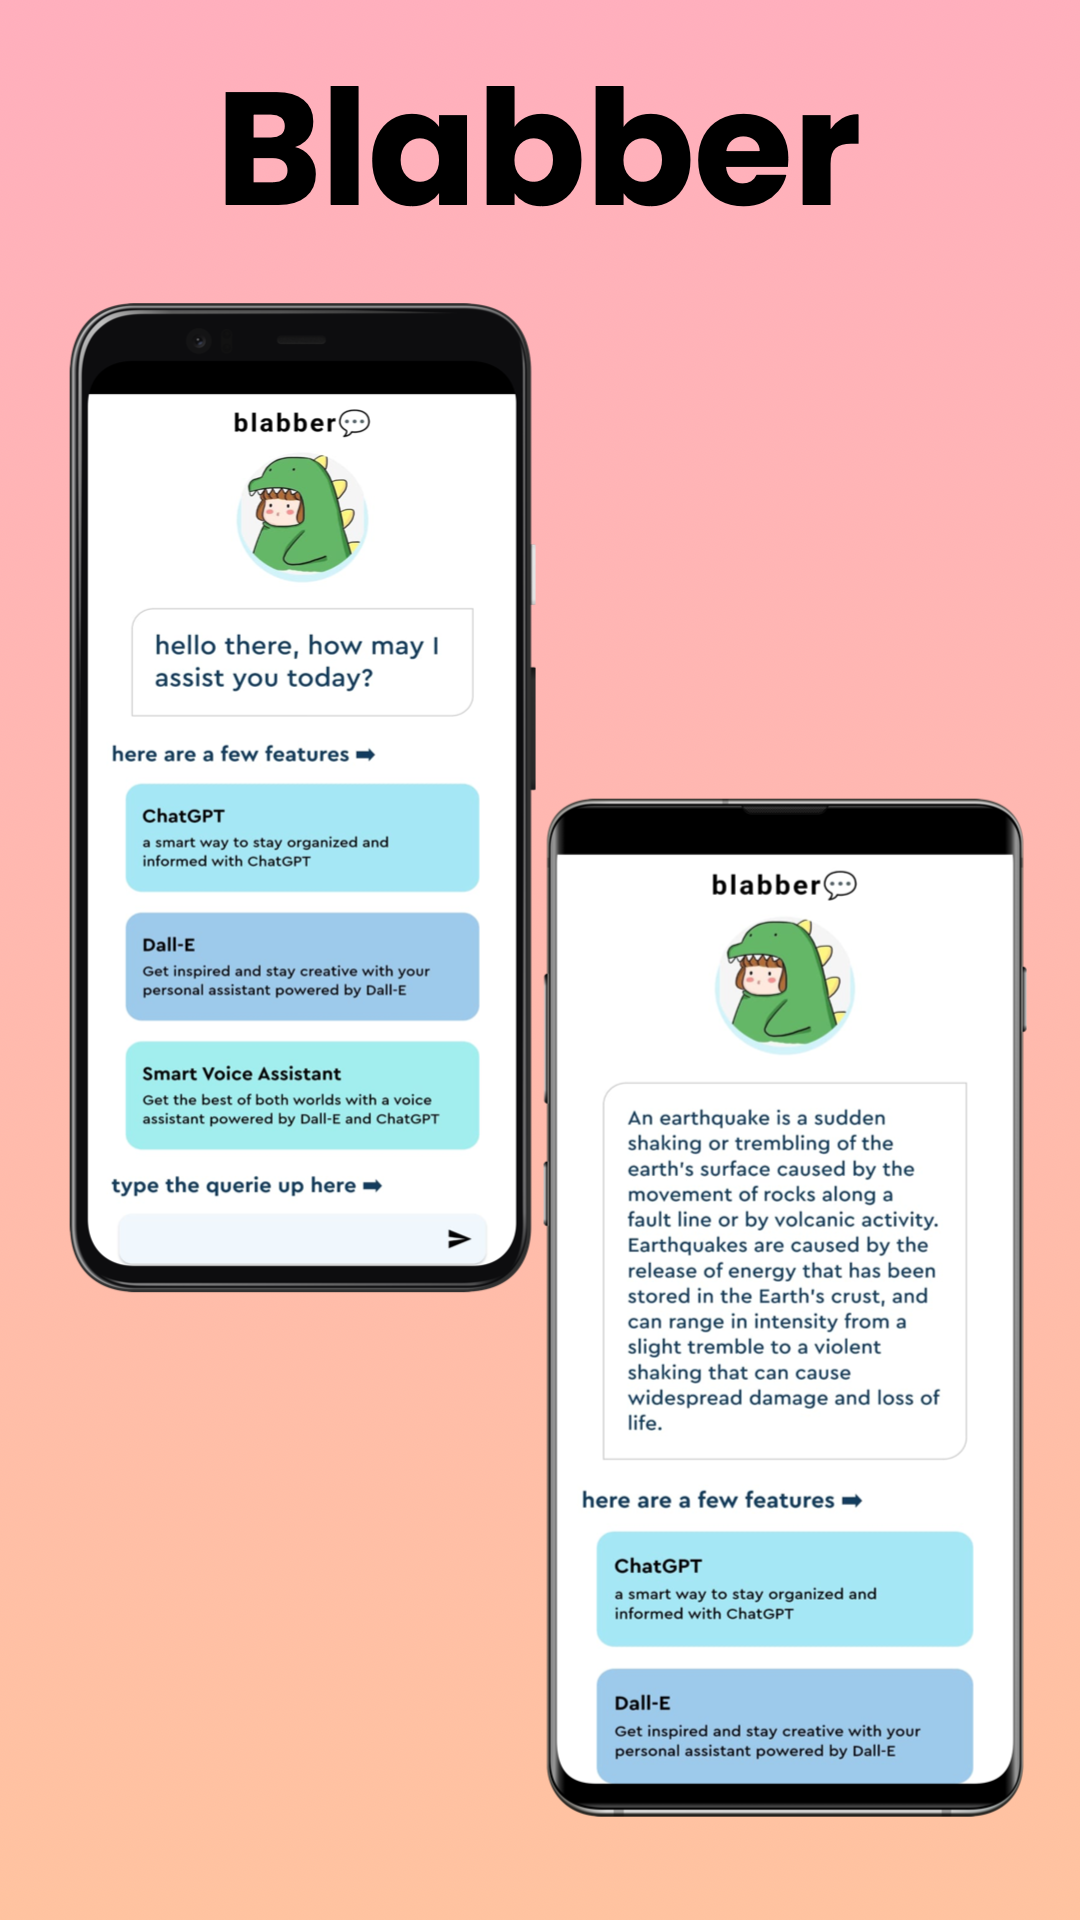 Blabber
blabber💬
hello there, how may I
assist you today?
here are a few features ➡
ChatGPT
a smart way to stay organized and
informed with ChatGPT
Dall-E
Get inspired and stay creative with your
personal assistant powered by Dall-E
Smart Voice Assistant
Get the best of both worlds with a voice
assistant powered by Dall-E and ChatGPT
type the querie up here ➡
blabber💬
An earthquake is a sudden
shaking or trembling of the
earth's surface caused by the
movement of rocks along a
fault line or by volcanic activity.
Earthquakes are caused by the
release of energy that has been
stored in the Earth's crust, and
can range in intensity from a
slight tremble to a violent
shaking that can cause
widespread damage and loss of
life.
here are a few features ➡
ChatGPT
a smart way to stay organized and
informed with ChatGPT
Dall-E
Get inspired and stay creative with your
personal assistant powered by Dall-E